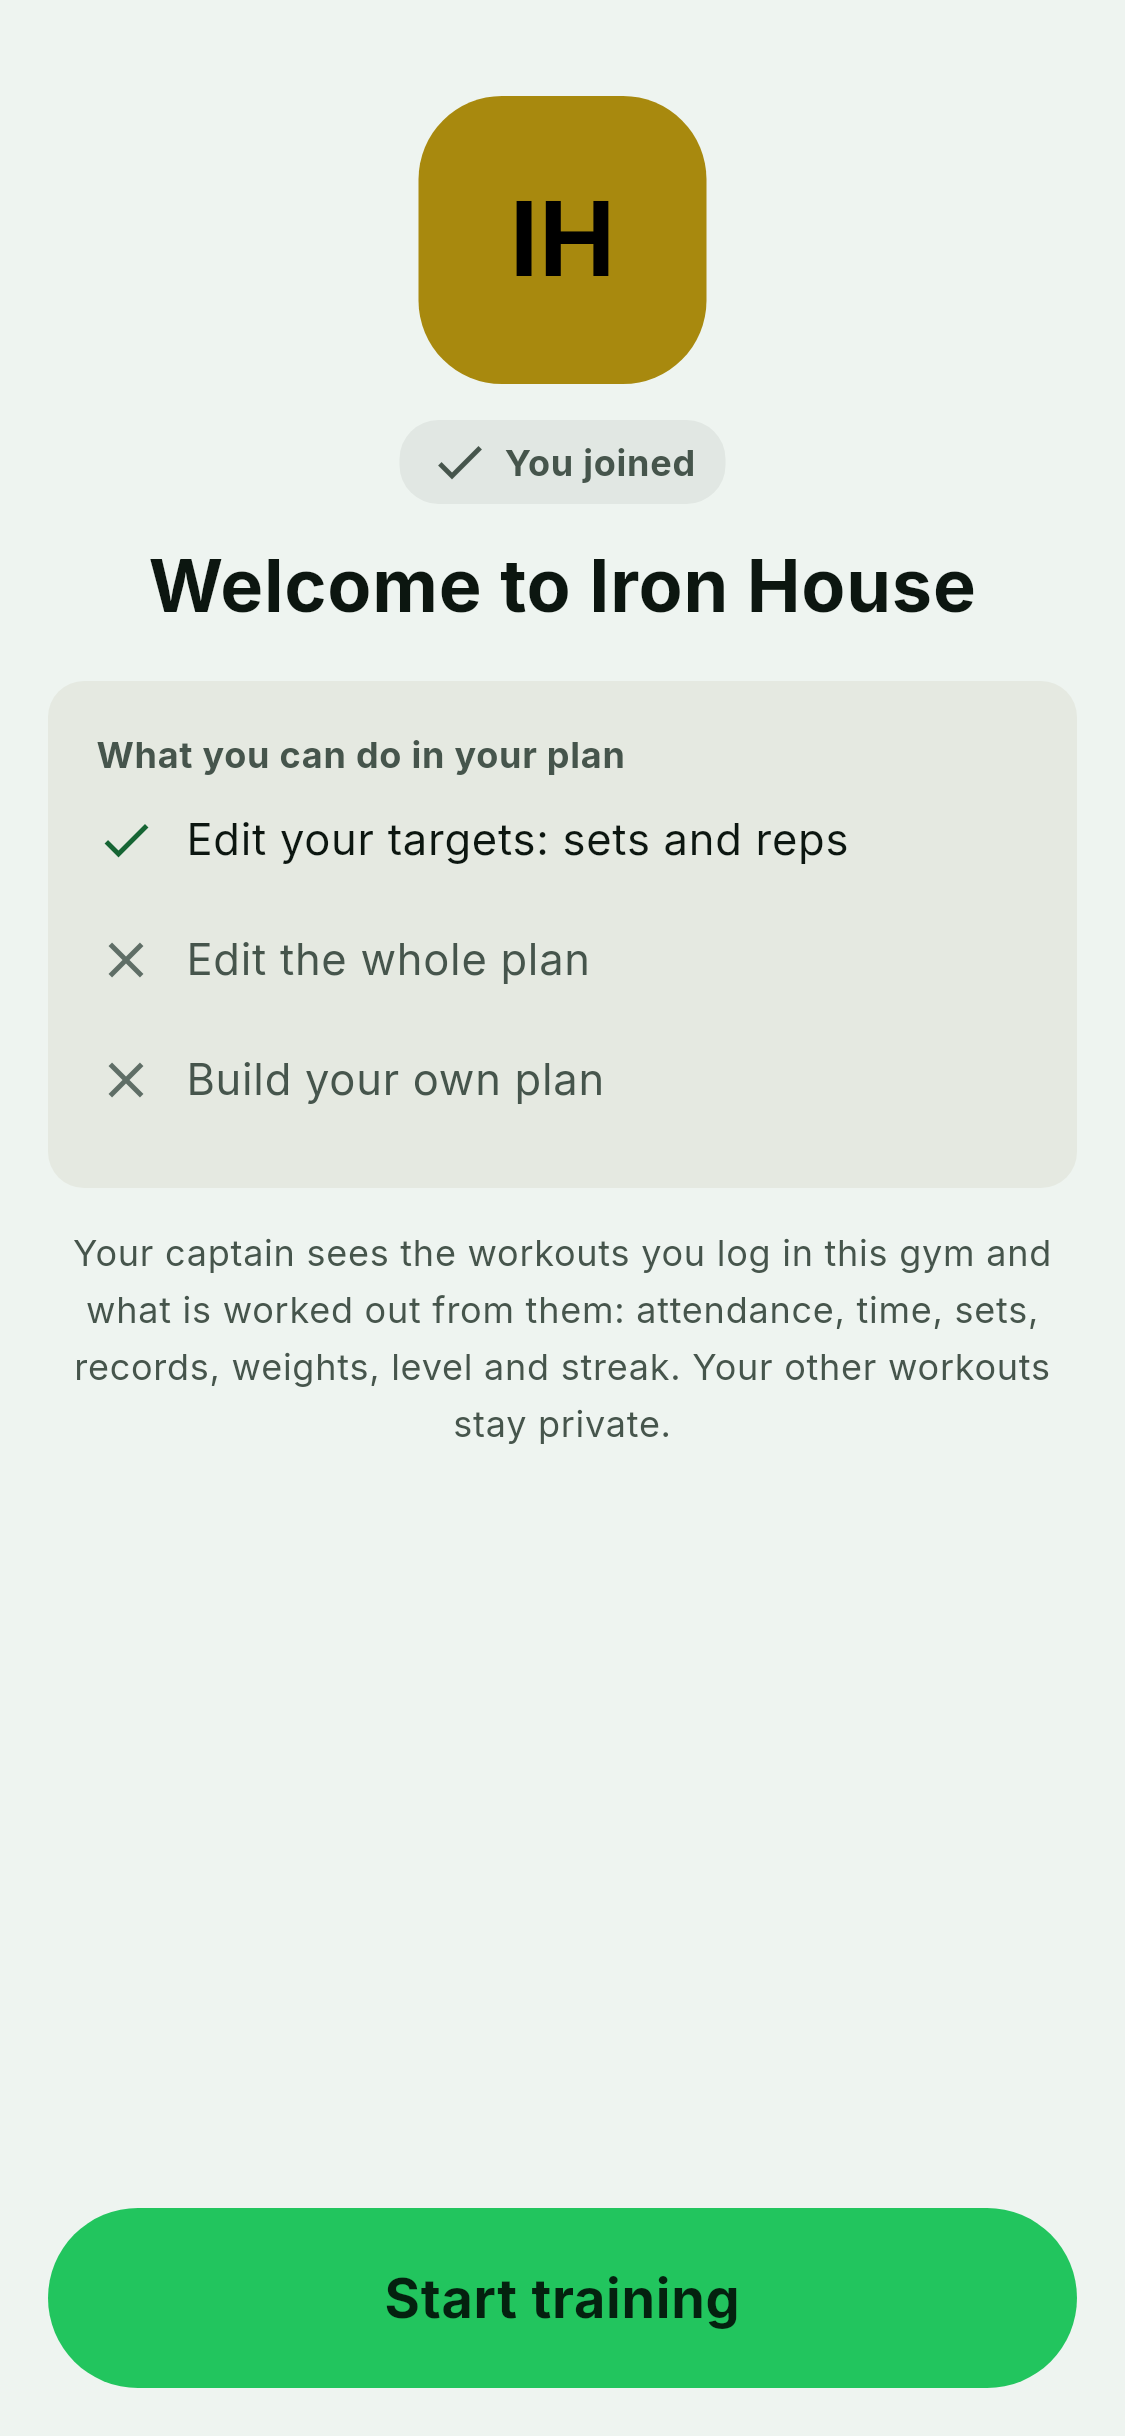 IH
You joined
Welcome to Iron House
What you can do in your plan
Edit your targets: sets and reps
Edit the whole plan
Build your own plan
Your captain sees the workouts you log in this gym and
what is worked out from them: attendance, time, sets,
records, weights, level and streak. Your other workouts
stay private.
Start training